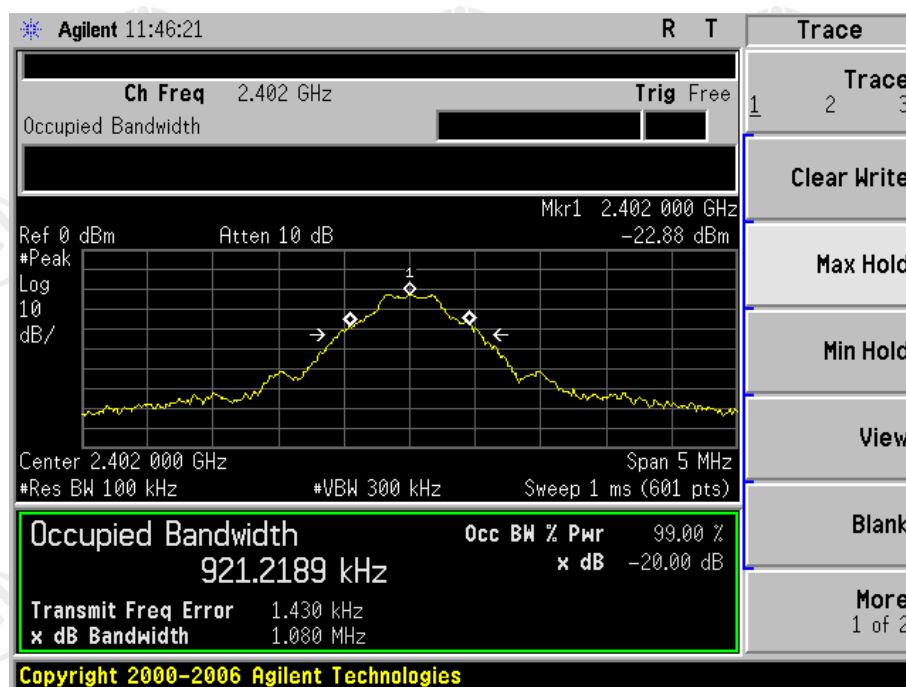 Agilent 11:46:21 R T Trace
Ch Freq 2.402 GHz Trig Free
Occupied Bandwidth
Mkr1 2.402 000 GHz
Ref 0 dBm Atten 10 dB -22.88 dBm
#Peak
Log
10
dB/
1
Center 2.402 000 GHz Span 5 MHz
#Res BW 100 kHz #VBW 300 kHz Sweep 1 ms (601 pts)
Occupied Bandwidth Occ BW % Pwr 99.00 %
921.2189 kHz x dB -20.00 dB
Transmit Freq Error 1.430 kHz
x dB Bandwidth 1.080 MHz
Copyright 2000-2006 Agilent Technologies
Trace
1 2 3
Clear Write
Max Hold
Min Hold
View
Blank
More
1 of 2